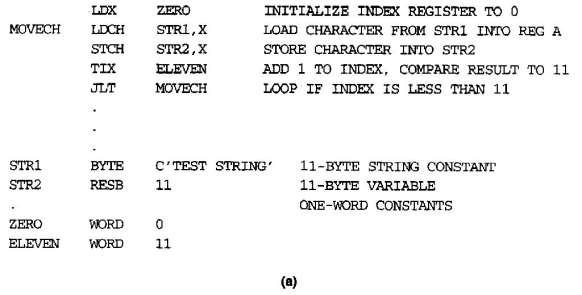 LDX ZERO INITIALIZE INDEX REGISTER TO 0
MOVECH LDCH STR1,X LOAD CHARACTER FROM STR1 INTO REG A
STCH STR2,X STORE CHARACTER INTO STR2
TIX ELEVEN ADD 1 TO INDEX, COMPARE RESULT TO 11
JLT MOVECH LOOP IF INDEX IS LESS THAN 11
.
.
.
STR1 BYTE C'TEST STRING' 11-BYTE STRING CONSTANT
STR2 RESB 11 11-BYTE VARIABLE
. ONE-WORD CONSTANTS
ZERO WORD 0
ELEVEN WORD 11
(a)